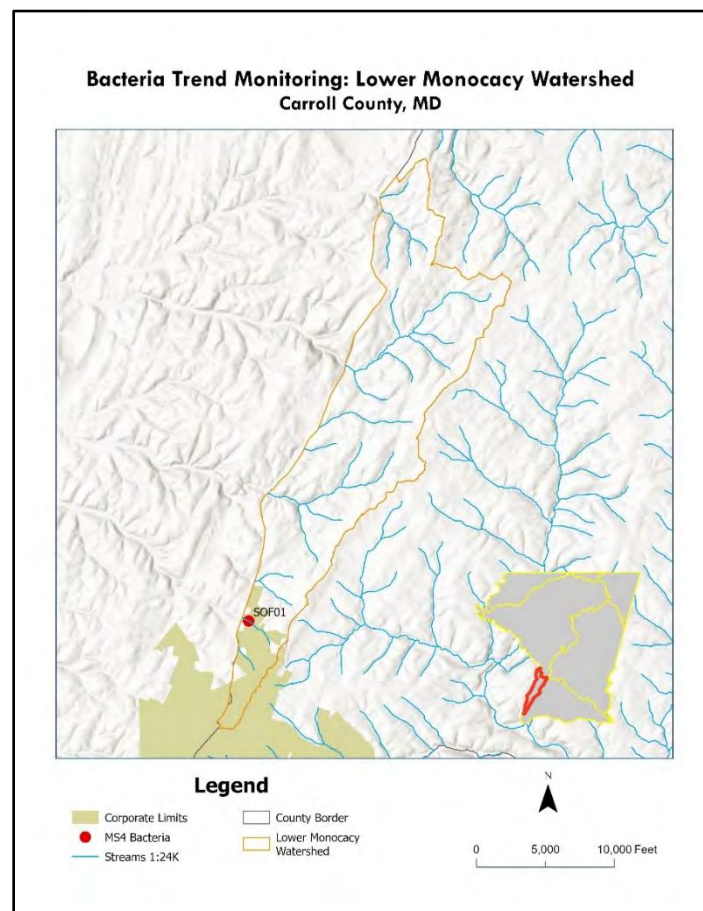 Bacteria Trend Monitoring: Lower Monocacy Watershed
Carroll County, MD
SOF01
Legend
Corporate Limits
MS4 Bacteria
Streams 1:24K
County Border
Lower Monocacy
Watershed
N
0 5,000 10,000 Feet